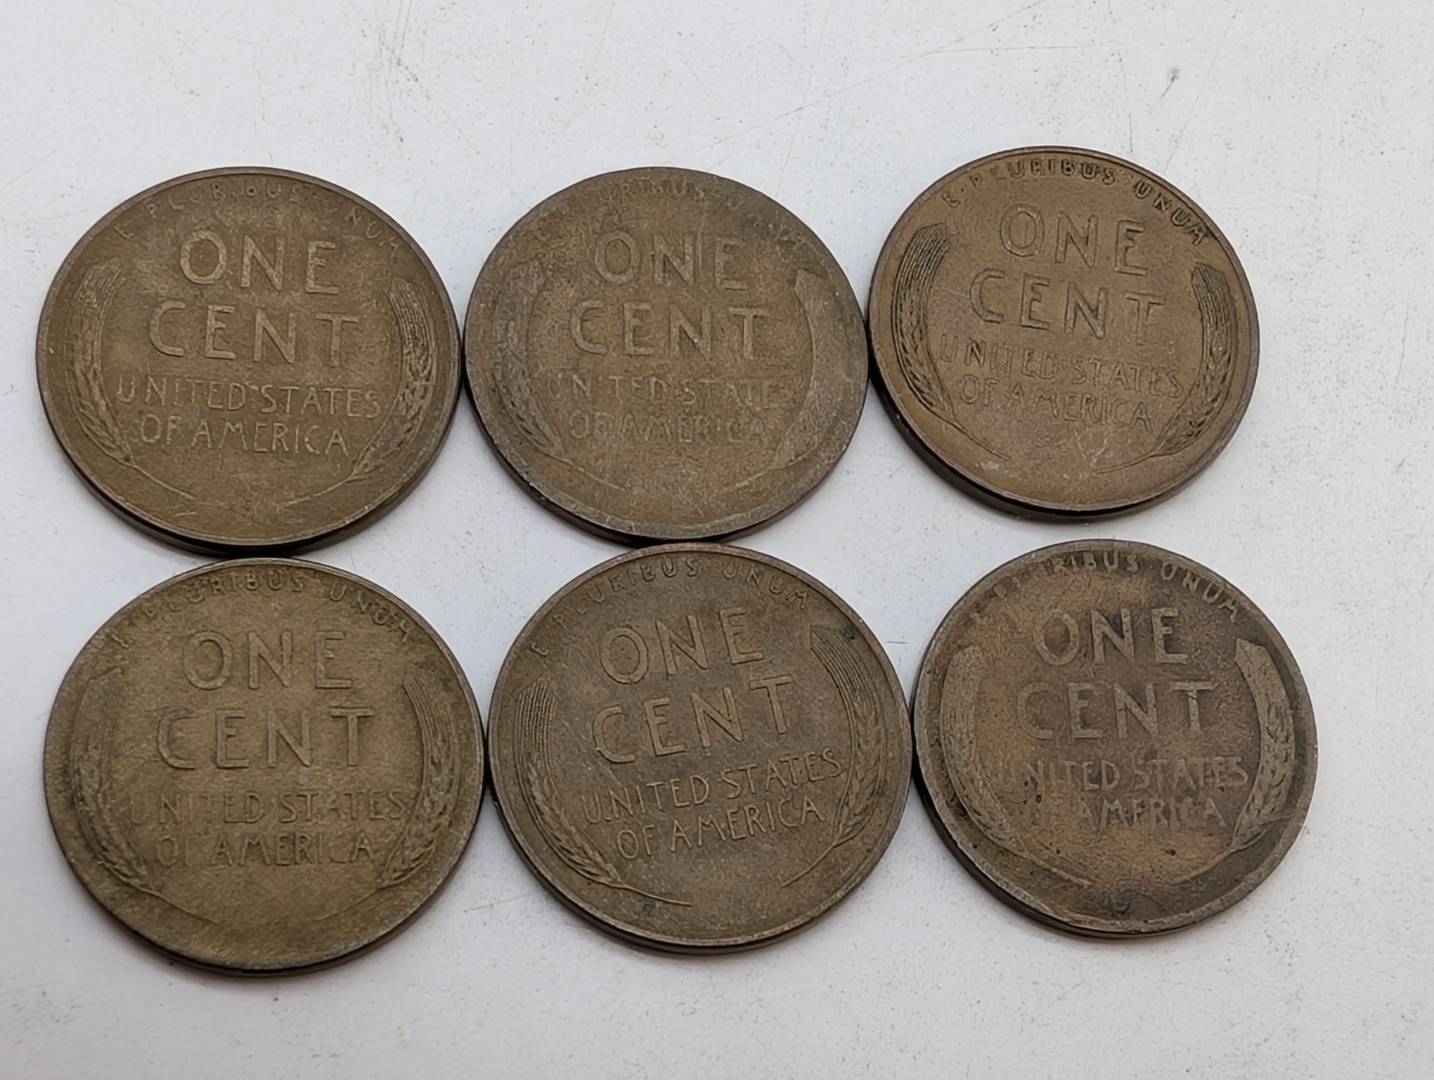 E PLURIBUS UNUM
ONE
CENT
UNITED STATES
OF AMERICA
PLURIBUS UNUM
ONE
CENT
UNITED STATES
OF AMERICA
E·PLURIBUS·UNUM
ONE
CENT
UNITED·STATES
OF AMERICA
E PLURIBUS UNUM
ONE
CENT
UNITED STATES
OF AMERICA
E PLURIBUS UNUM
ONE
CENT
UNITED STATES
OF AMERICA
E PLURIBUS UNUM
ONE
CENT
UNITED STATES
AMERICA